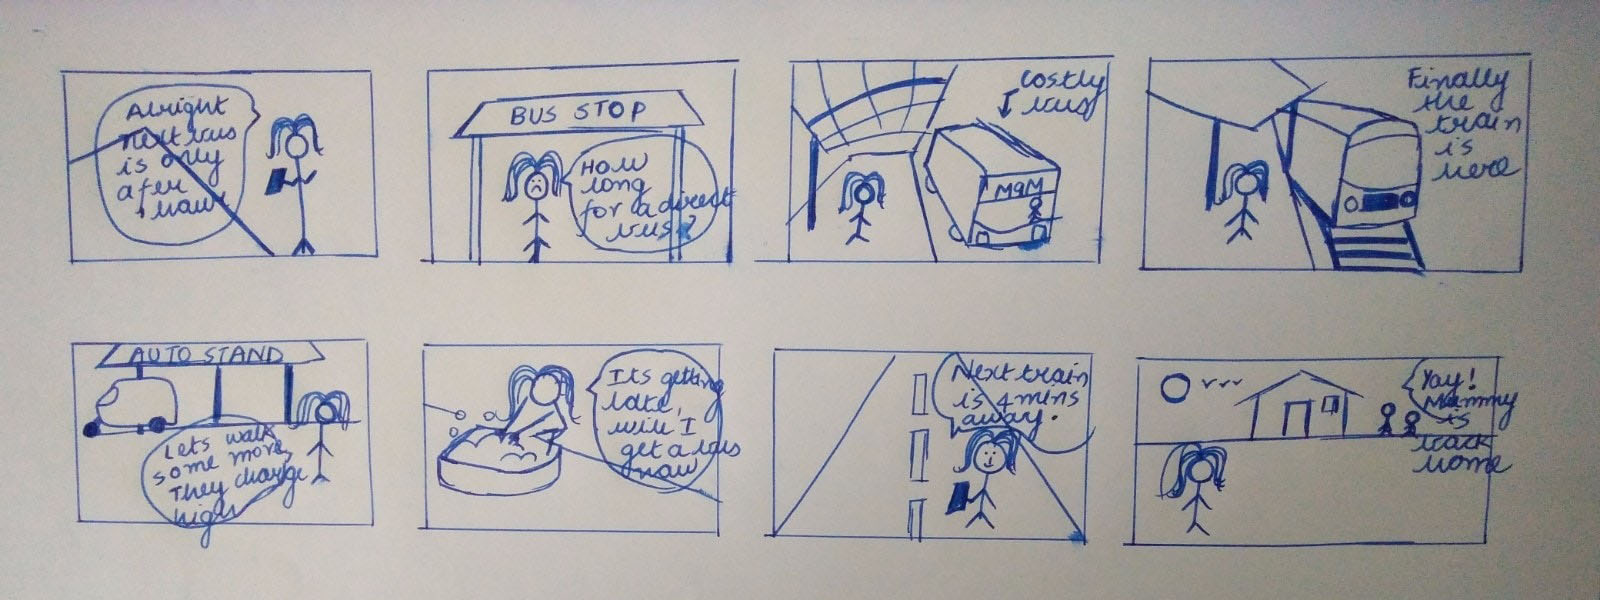 Alright
next bus
is only
after
1 hour
BUS STOP
How
long
for a direct
bus?
Costly
bus
M9M
Finally
the
train
is
here
AUTO STAND
Lets walk
some more,
They charge
high
Its getting
late,
will I
get a bus
now
Next train
is 4 mins
away.
Yay!
Mummy
is
back
home